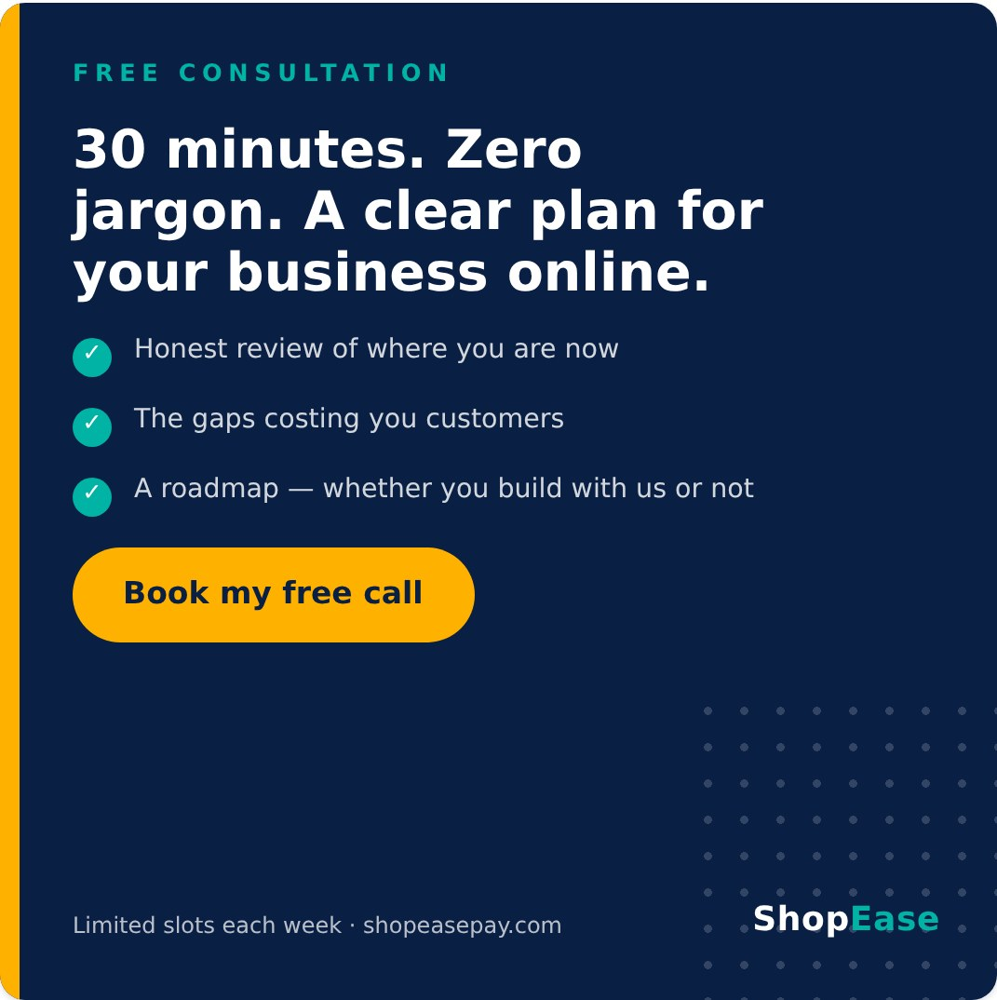 FREE CONSULTATION
30 minutes. Zero
jargon. A clear plan for
your business online.
✓ Honest review of where you are now
✓ The gaps costing you customers
✓ A roadmap — whether you build with us or not
Book my free call
Limited slots each week · shopeasepay.com
ShopEase